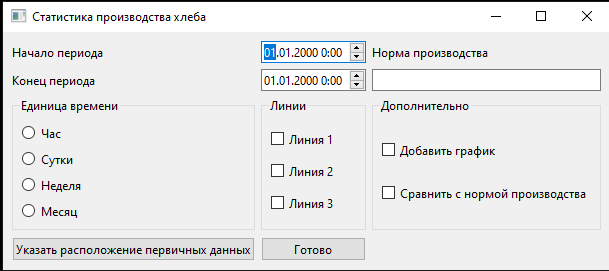 Статистика производства хлеба
Начало периода 01.01.2000 0:00 Норма производства
Конец периода 01.01.2000 0:00
Единица времени Линии Дополнительно
Час Линия 1 Добавить график
Сутки Линия 2
Неделя Линия 3 Сравнить с нормой производства
Месяц
Указать расположение первичных данных Готово